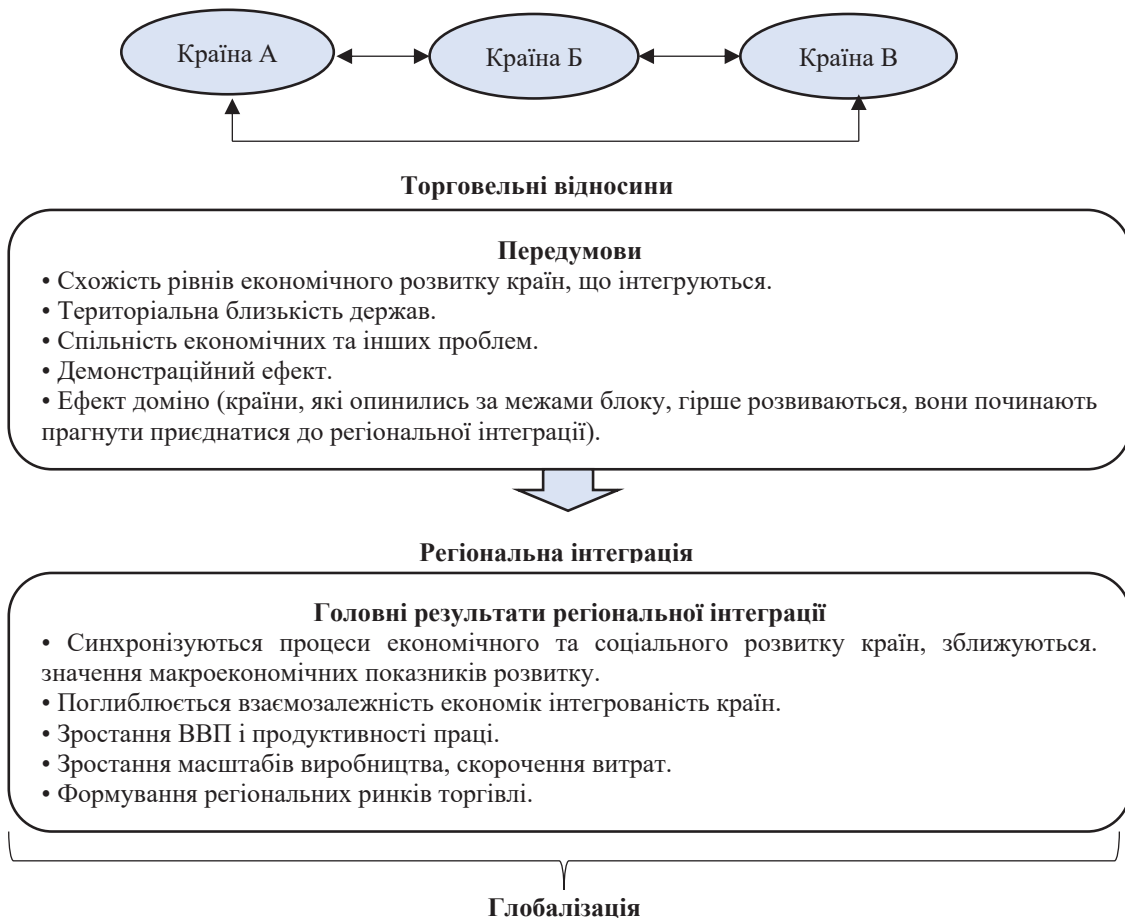 Країна А
Країна Б
Країна В
Торговельні відносини
Передумови
• Схожість рівнів економічного розвитку країн, що інтегруються.
• Територіальна близькість держав.
• Спільність економічних та інших проблем.
• Демонстраційний ефект.
• Ефект доміно (країни, які опинились за межами блоку, гірше розвиваються, вони починають
прагнути приєднатися до регіональної інтеграції).
Регіональна інтеграція
Головні результати регіональної інтеграції
• Синхронізуються процеси економічного та соціального розвитку країн, зближуються.
значення макроекономічних показників розвитку.
• Поглиблюється взаємозалежність економік інтегрованість країн.
• Зростання ВВП і продуктивності праці.
• Зростання масштабів виробництва, скорочення витрат.
• Формування регіональних ринків торгівлі.
Глобалізація